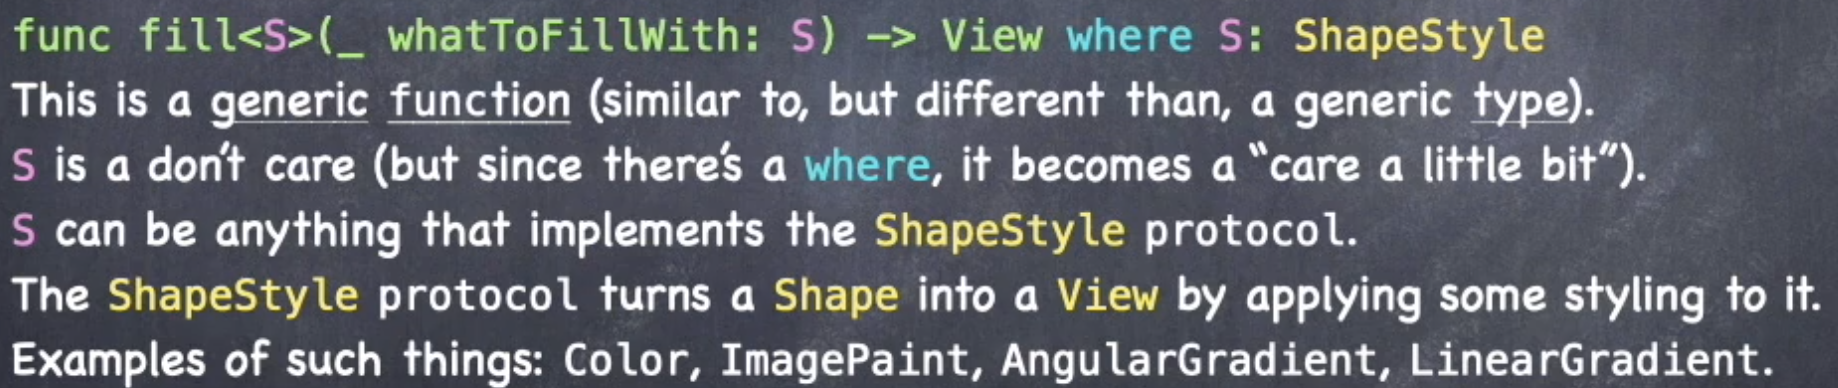 func fill<S>(_ whatToFillWith: S) -> View where S: ShapeStyle
This is a generic function (similar to, but different than, a generic type).
S is a don't care (but since there's a where, it becomes a “care a little bit”).
S can be anything that implements the ShapeStyle protocol.
The ShapeStyle protocol turns a Shape into a View by applying some styling to it.
Examples of such things: Color, ImagePaint, AngularGradient, LinearGradient.